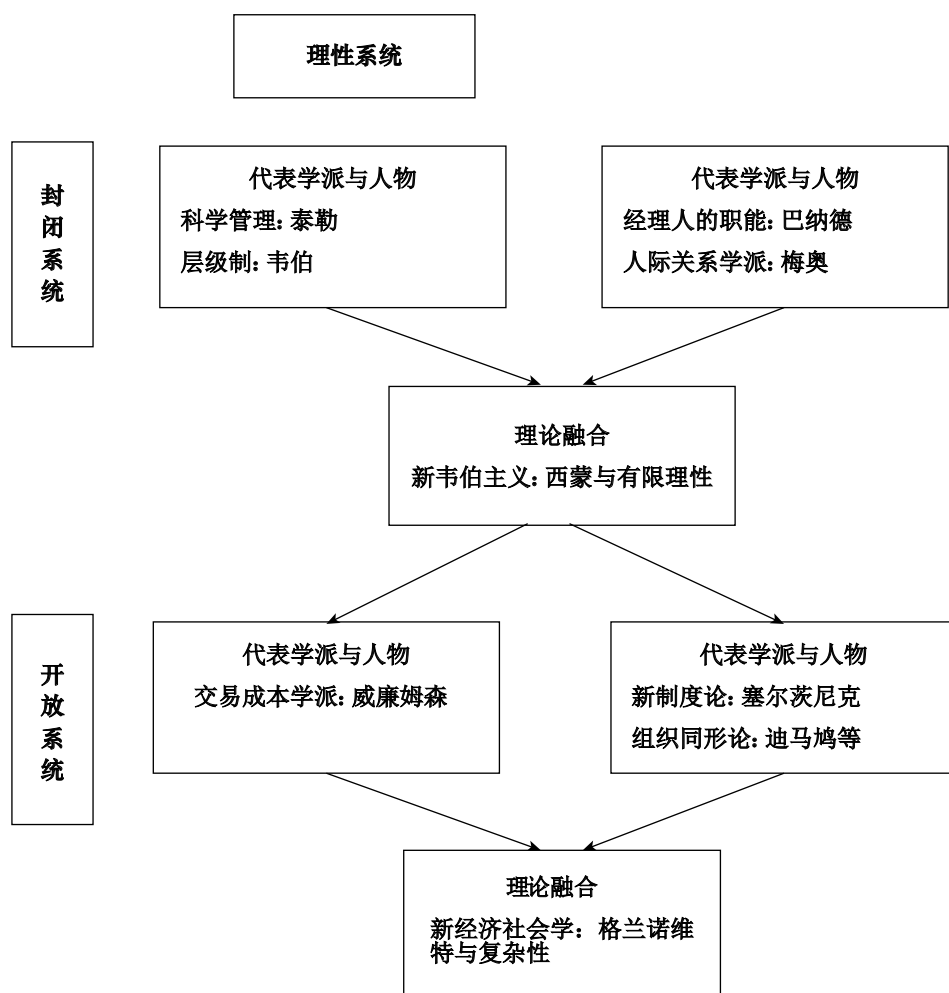 理性系统
封闭系统
代表学派与人物
科学管理: 泰勒
层级制: 韦伯
代表学派与人物
经理人的职能: 巴纳德
人际关系学派: 梅奥
理论融合
新韦伯主义: 西蒙与有限理性
开放系统
代表学派与人物
交易成本学派: 威廉姆森
代表学派与人物
新制度论: 塞尔茨尼克
组织同形论: 迪马鸠等
理论融合
新经济社会学: 格兰诺维
特与复杂性